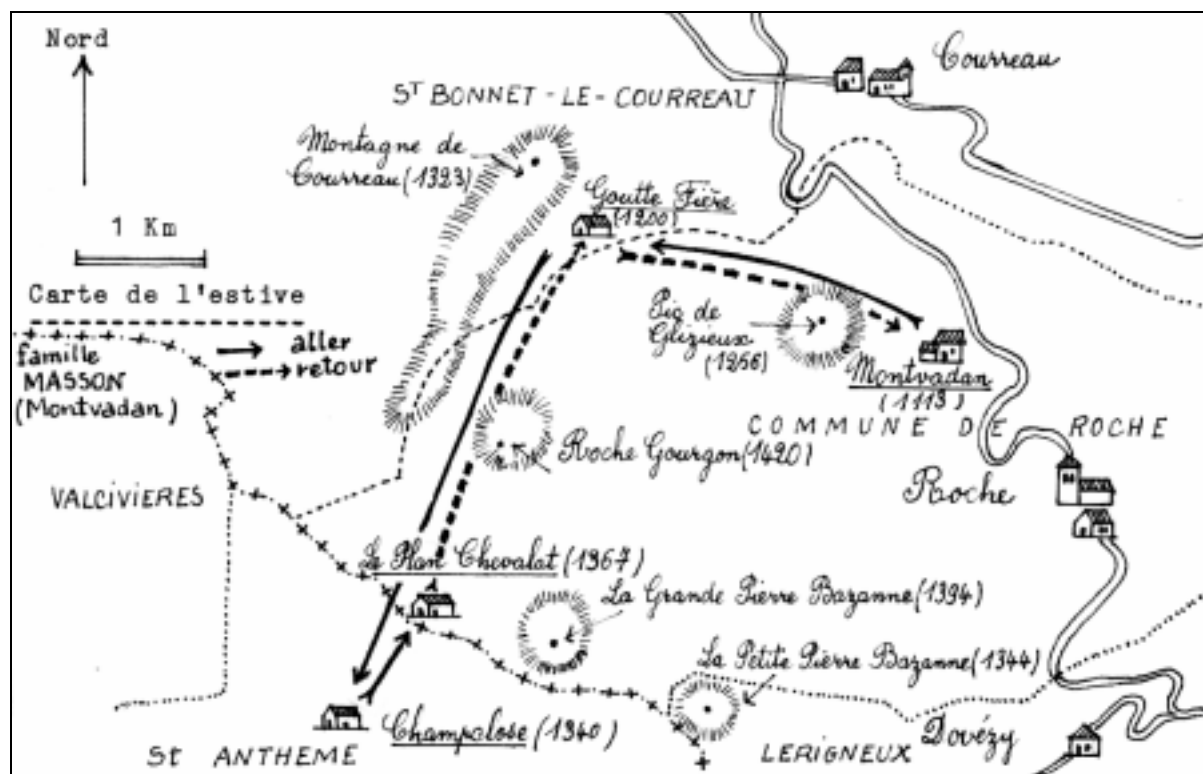 Nord
Courreau
ST BONNET-LE-COURREAU
Montagne de
Courreau (1323)
Goutte Fière
(1200)
1 Km
Carte de l'estive
famille
MASSON
(Montvadan)
aller
retour
Pic de
Glizieux
(1266)
Montvadan
(1113)
COMMUNE DE ROCHE
Roche Gourgon (1420)
Roche
VALCIVIERES
Le Plan Chevalat (1367)
La Grande Pierre Bazanne (1394)
La Petite Pierre Bazanne (1344)
Champalose (1340)
St ANTHEME
LERIGNEUX
Dovézy